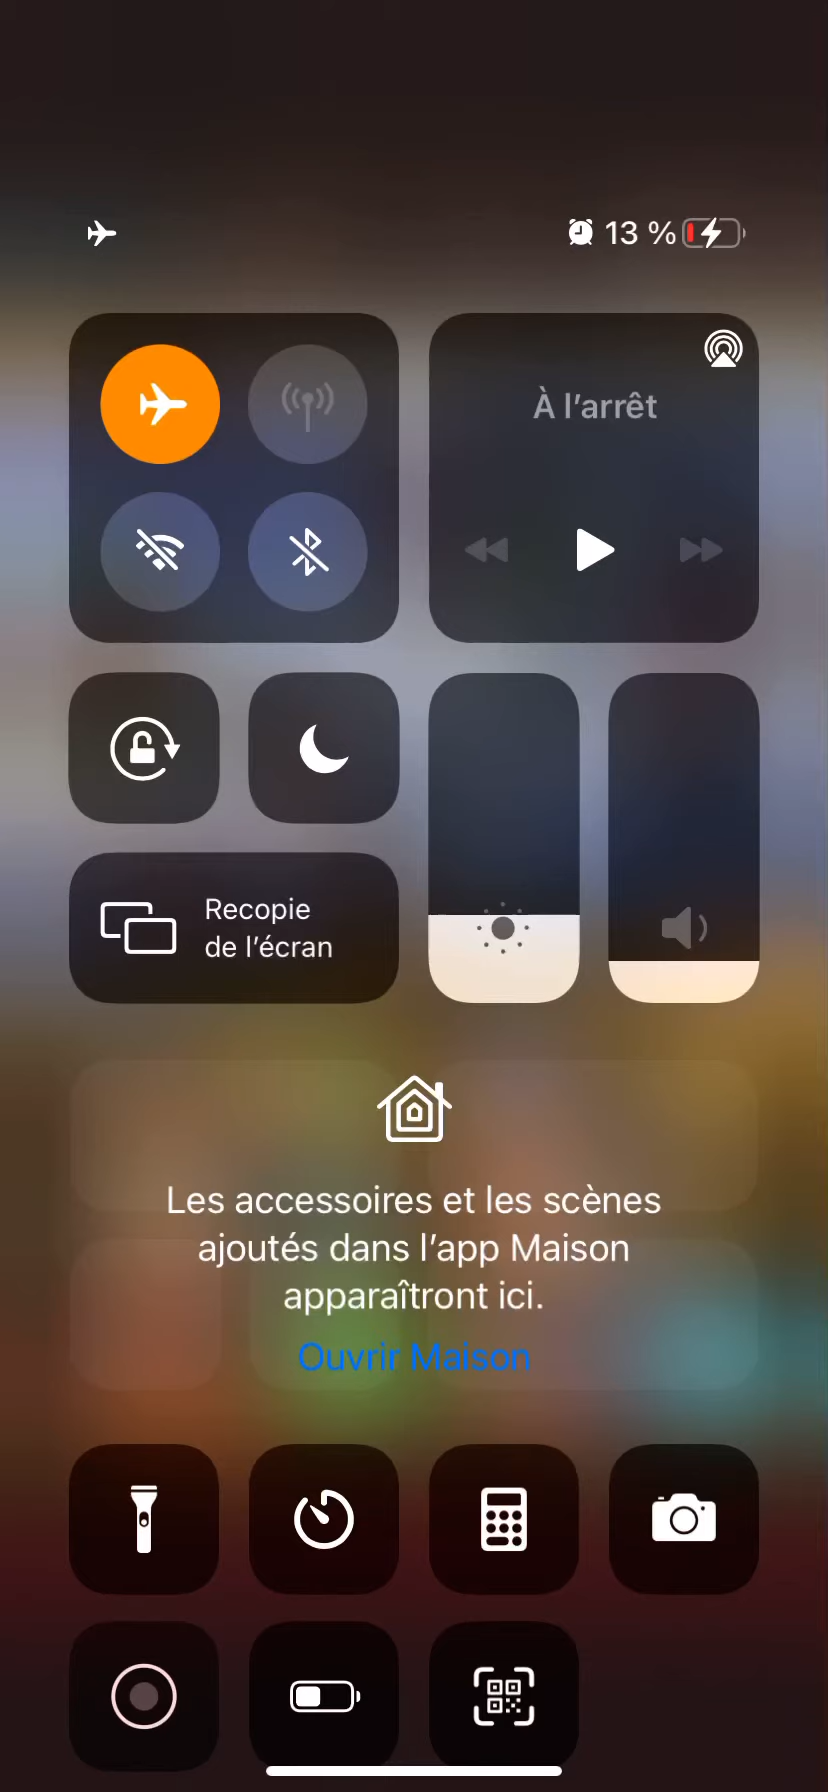 13 %
À l’arrêt
Recopie
de l’écran
Les accessoires et les scènes
ajoutés dans l’app Maison
apparaîtront ici.
Ouvrir Maison